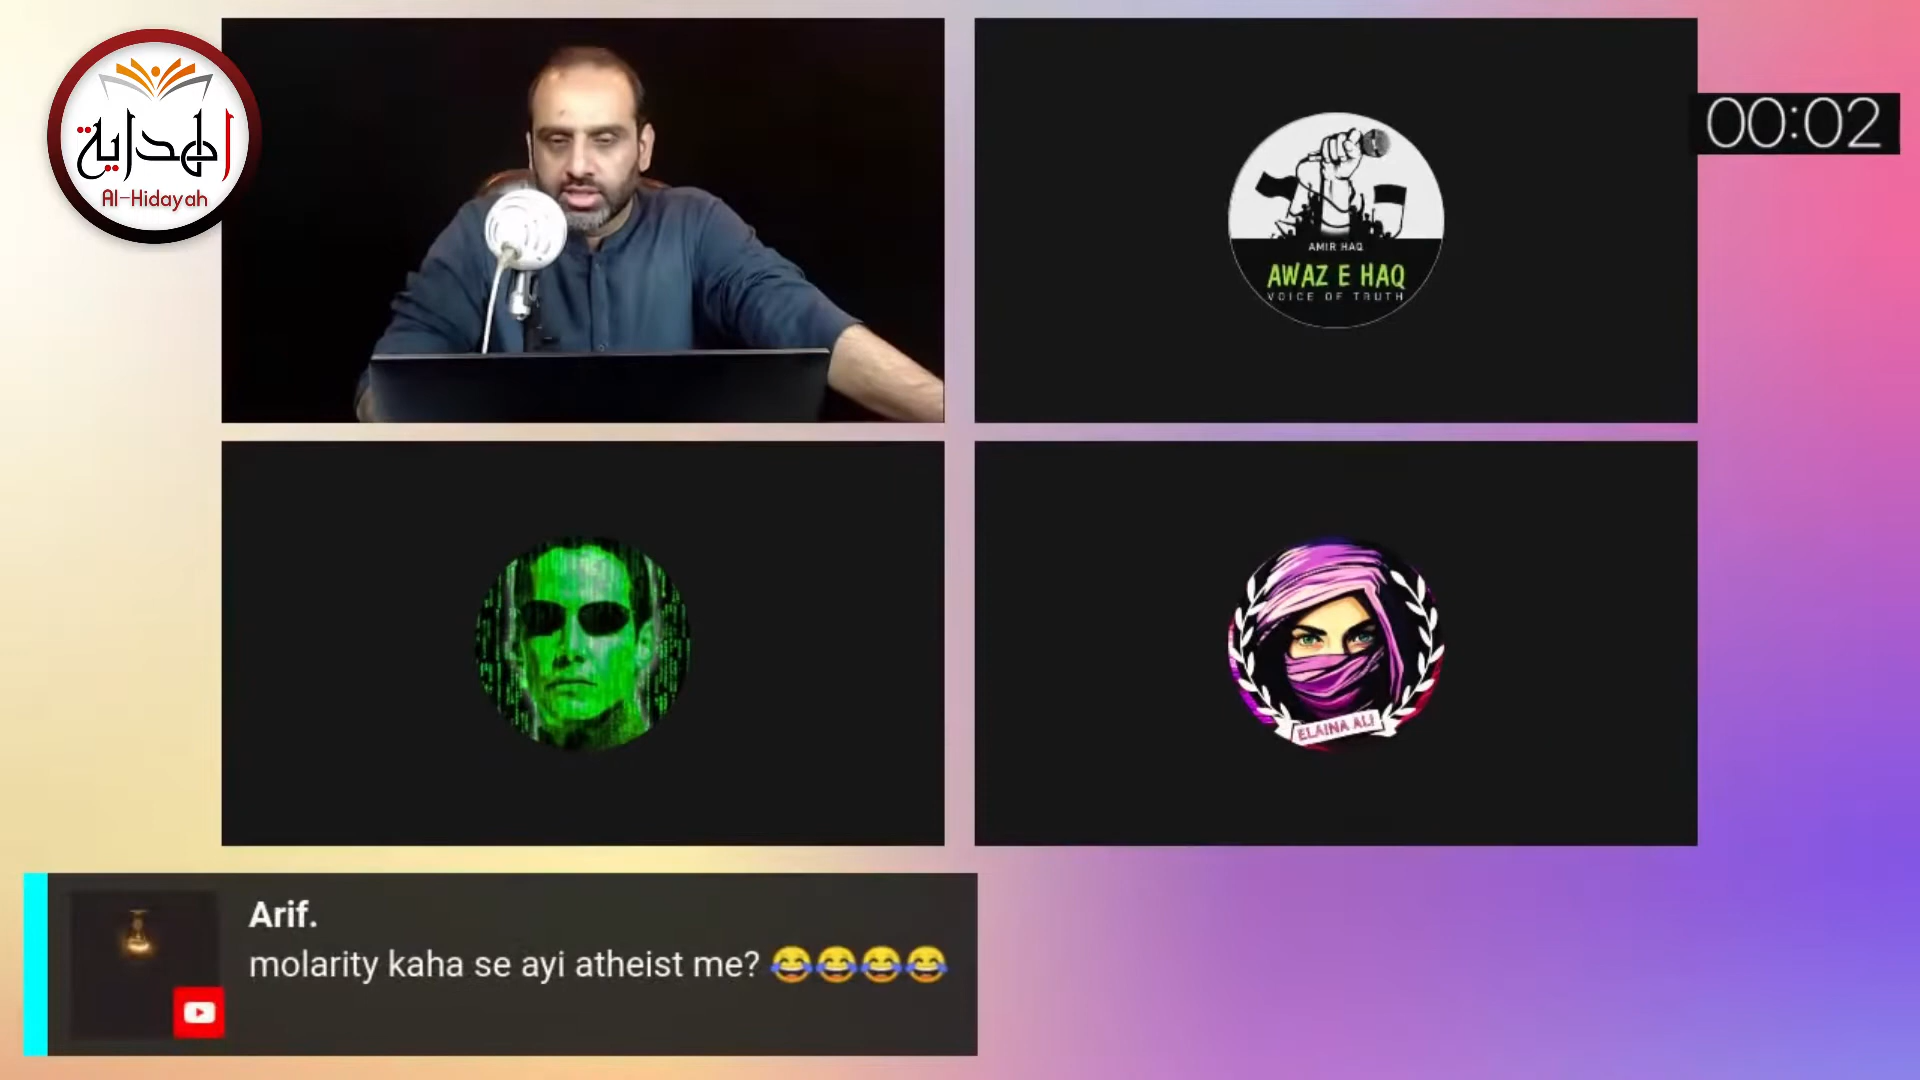 الهداية
Al-Hidayah
00:02
AMIR HAQ
AWAZ E HAQ
VOICE OF TRUTH
ELAINA ALI
Arif.
molarity kaha se ayi atheist me? 😂😂😂😂